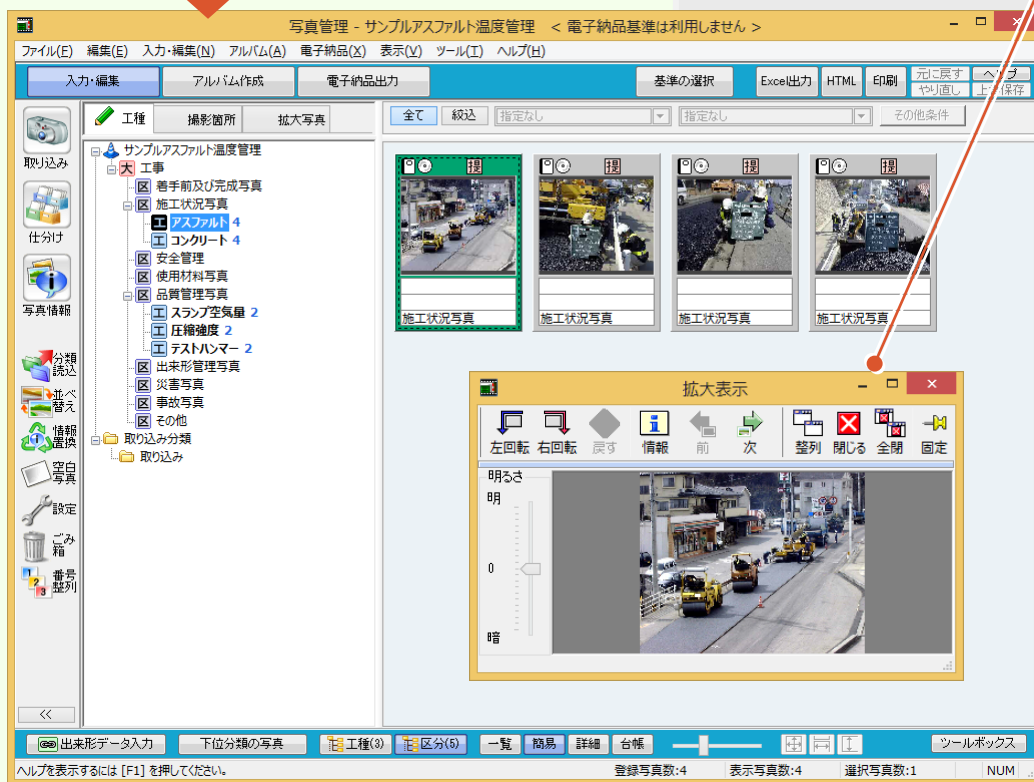 写真管理 - サンプルアスファルト温度管理 < 電子納品基準は利用しません >
ファイル(F) 編集(E) 入力・編集(N) アルバム(A) 電子納品(X) 表示(V) ツール(T) ヘルプ(H)
入力・編集 アルバム作成 電子納品出力 基準の選択 Excel出力 HTML 印刷 元に戻す ヘルプ
やり直し 上書保存
工種 撮影箇所 拡大写真 全て 絞込 指定なし 指定なし その他条件
取り込み
仕分け
写真情報
分類
読込
並べ
替え
情報
置換
空白
写真
設定
ごみ
箱
番号
整列
<<
サンプルアスファルト温度管理
大 工事
区 着手前及び完成写真
区 施工状況写真
工 アスファルト 4
工 コンクリート 4
区 安全管理
区 使用材料写真
区 品質管理写真
工 スランプ空気量 2
工 圧縮強度 2
工 テストハンマー 2
区 出来形管理写真
区 災害写真
区 事故写真
区 その他
取り込み分類
取り込み
提 提 提 提
施工状況写真 施工状況写真 施工状況写真 施工状況写真
拡大表示
左回転 右回転 戻す 情報 前 次 整列 閉じる 全閉 固定
明るさ
明
0
暗
出来形データ入力 下位分類の写真 工種(3) 区分(5) 一覧 簡易 詳細 台帳 ツールボックス
ヘルプを表示するには [F1] を押してください。 登録写真数:4 表示写真数:4 選択写真数:1 NUM